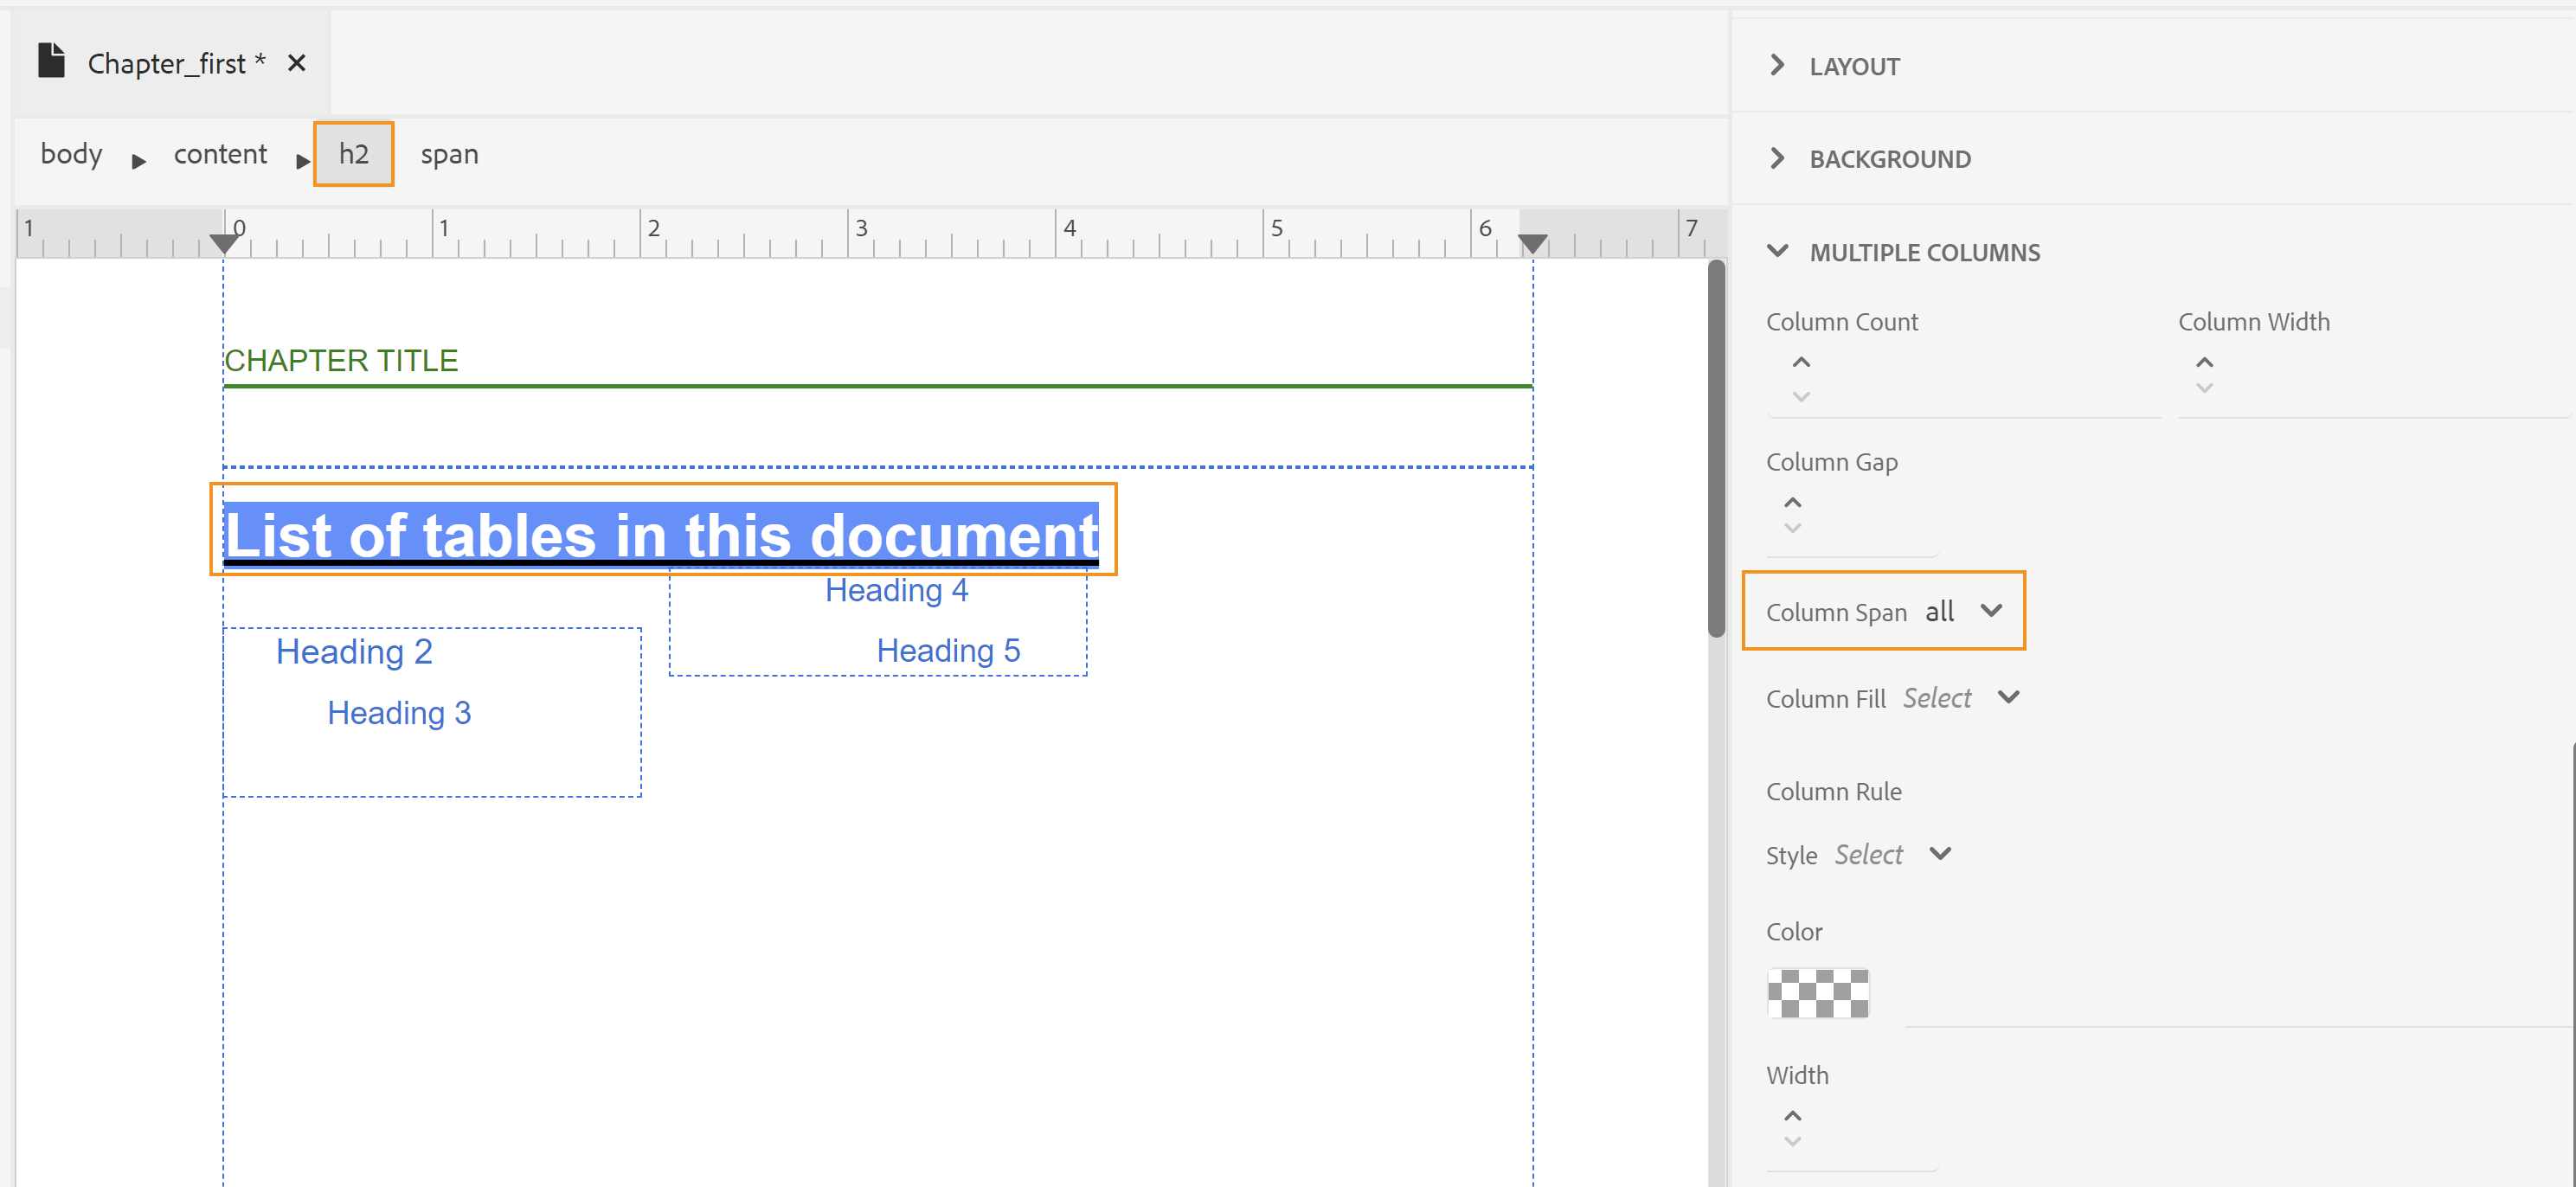 Chapter_first *
body content h2 span
1 0 1 2 3 4 5 6 7
CHAPTER TITLE
List of tables in this document
Heading 4
Heading 5
Heading 2
Heading 3
LAYOUT
BACKGROUND
MULTIPLE COLUMNS
Column Count Column Width
Column Gap
Column Span all
Column Fill Select
Column Rule
Style Select
Color
Width